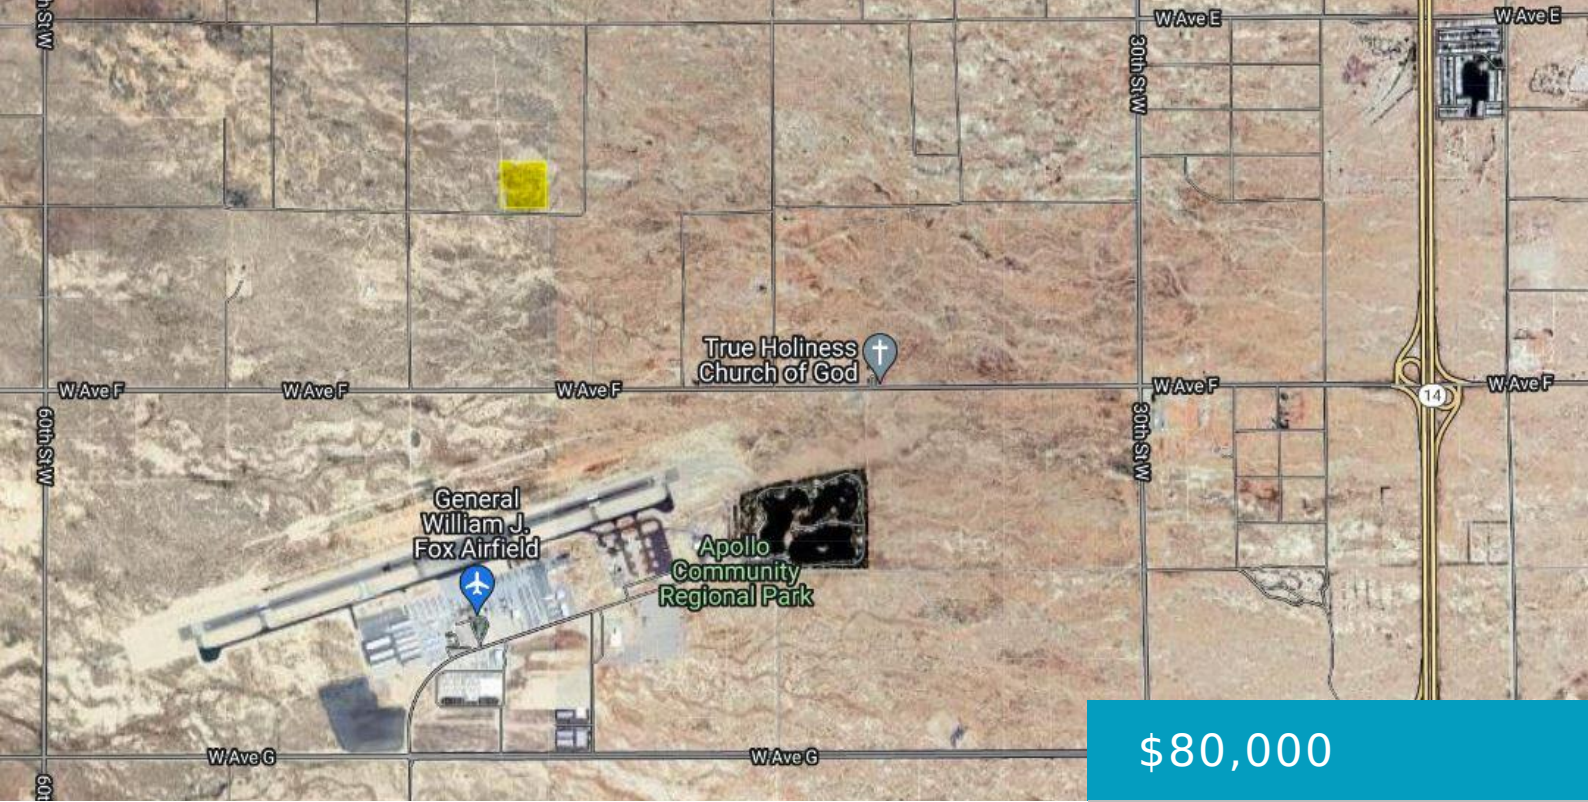 W Ave E
W Ave E
30th St W
True Holiness
Church of God
W Ave F
W Ave F
W Ave F
W Ave F
W Ave F
14
60th St W
30th St W
General
William J.
Fox Airfield
Apollo
Community
Regional Park
W Ave G
W Ave G
$80,000